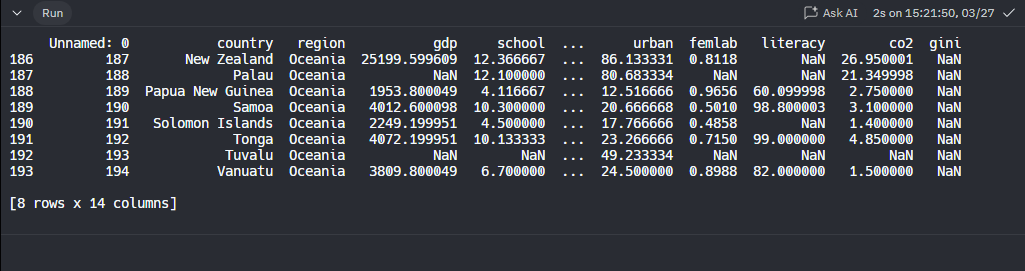 Run Ask AI 2s on 15:21:50, 03/27
Unnamed: 0 country region gdp school ... urban femlab literacy co2 gini
186 187 New Zealand Oceania 25199.599609 12.366667 ... 86.133331 0.8118 NaN 26.950001 NaN
187 188 Palau Oceania NaN 12.100000 ... 80.683334 NaN NaN 21.349998 NaN
188 189 Papua New Guinea Oceania 1953.800049 4.116667 ... 12.516666 0.9656 60.099998 2.750000 NaN
189 190 Samoa Oceania 4012.600098 10.300000 ... 20.666668 0.5010 98.800003 3.100000 NaN
190 191 Solomon Islands Oceania 2249.199951 4.500000 ... 17.766666 0.4858 NaN 1.400000 NaN
191 192 Tonga Oceania 4072.199951 10.133333 ... 23.266666 0.7150 99.000000 4.850000 NaN
192 193 Tuvalu Oceania NaN NaN ... 49.233334 NaN NaN NaN NaN
193 194 Vanuatu Oceania 3809.800049 6.700000 ... 24.500000 0.8988 82.000000 1.500000 NaN
[8 rows x 14 columns]